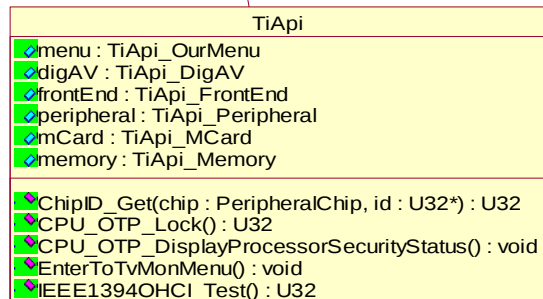 TiApi
menu : TiApi_OurMenu
digAV : TiApi_DigAV
frontEnd : TiApi_FrontEnd
peripheral : TiApi_Peripheral
mCard : TiApi_MCard
memory : TiApi_Memory
ChipID_Get(chip : PeripheralChip, id : U32*) : U32
CPU_OTP_Lock() : U32
CPU_OTP_DisplayProcessorSecurityStatus() : void
EnterToTvMonMenu() : void
IEEE1394OHCI_Test() : U32